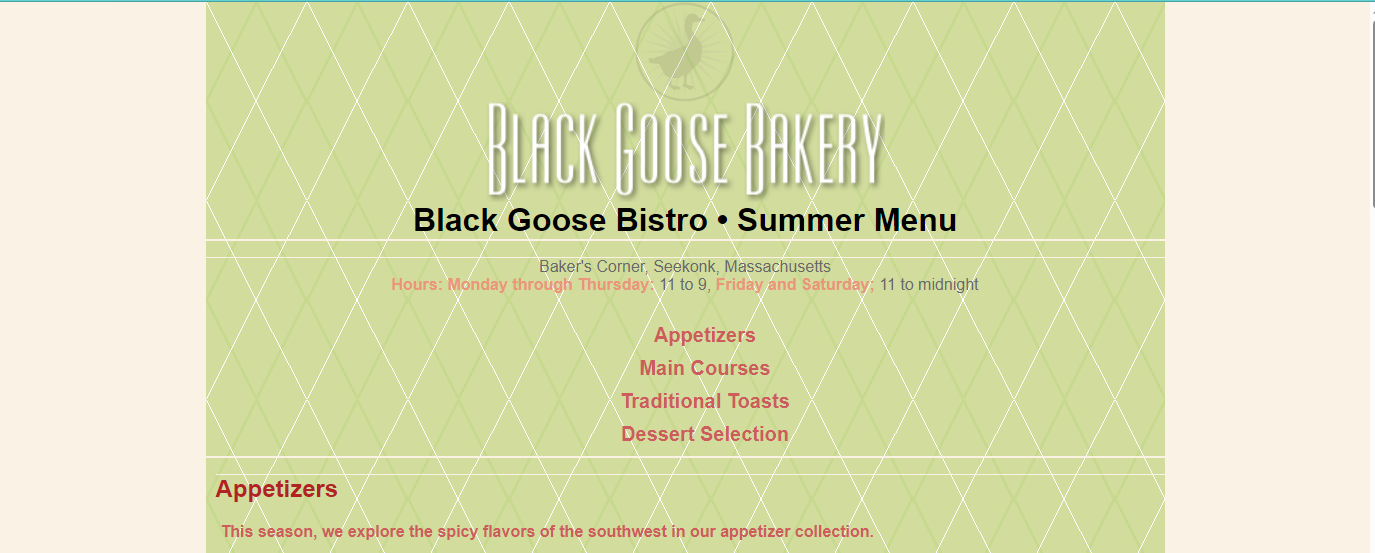 BLACK GOOSE BAKERY
Black Goose Bistro • Summer Menu
Baker's Corner, Seekonk, Massachusetts
Hours: Monday through Thursday: 11 to 9, Friday and Saturday; 11 to midnight
Appetizers
Main Courses
Traditional Toasts
Dessert Selection
Appetizers
This season, we explore the spicy flavors of the southwest in our appetizer collection.